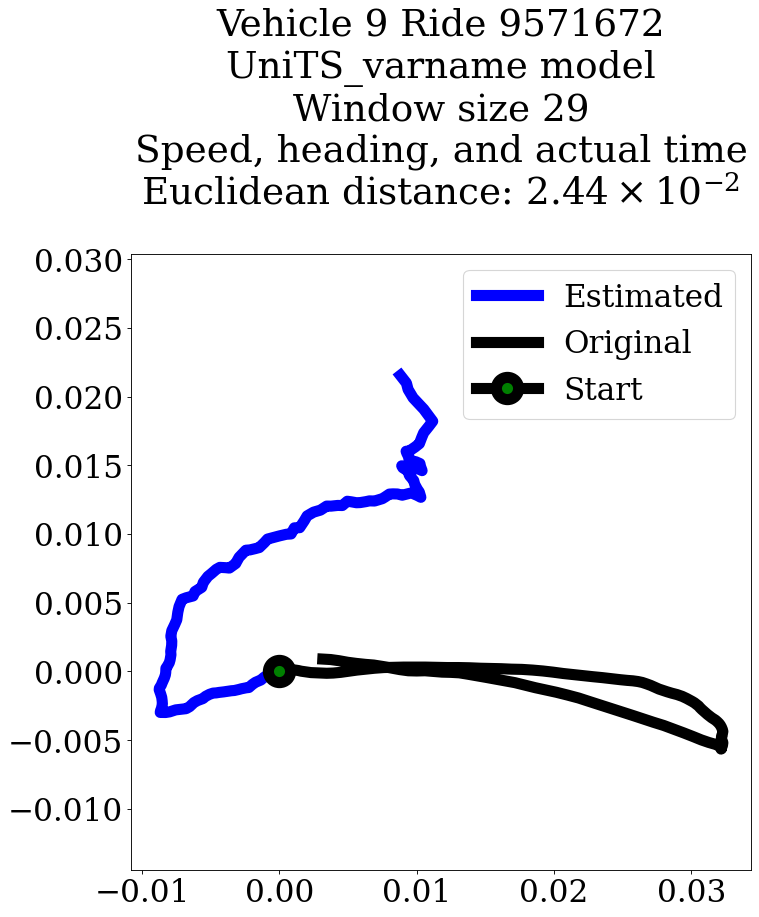 Vehicle 9 Ride 9571672
UniTS_varname model
Window size 29
Speed, heading, and actual time
Euclidean distance: 2.44 × 10⁻²
0.030
0.025
0.020
0.015
0.010
0.005
0.000
−0.005
−0.010
Estimated
Original
Start
−0.01 0.00 0.01 0.02 0.03